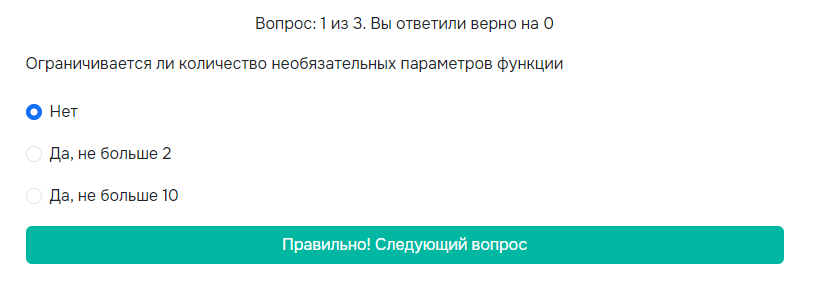 Вопрос: 1 из 3. Вы ответили верно на 0
Ограничивается ли количество необязательных параметров функции
Нет
Да, не больше 2
Да, не больше 10
Правильно! Следующий вопрос